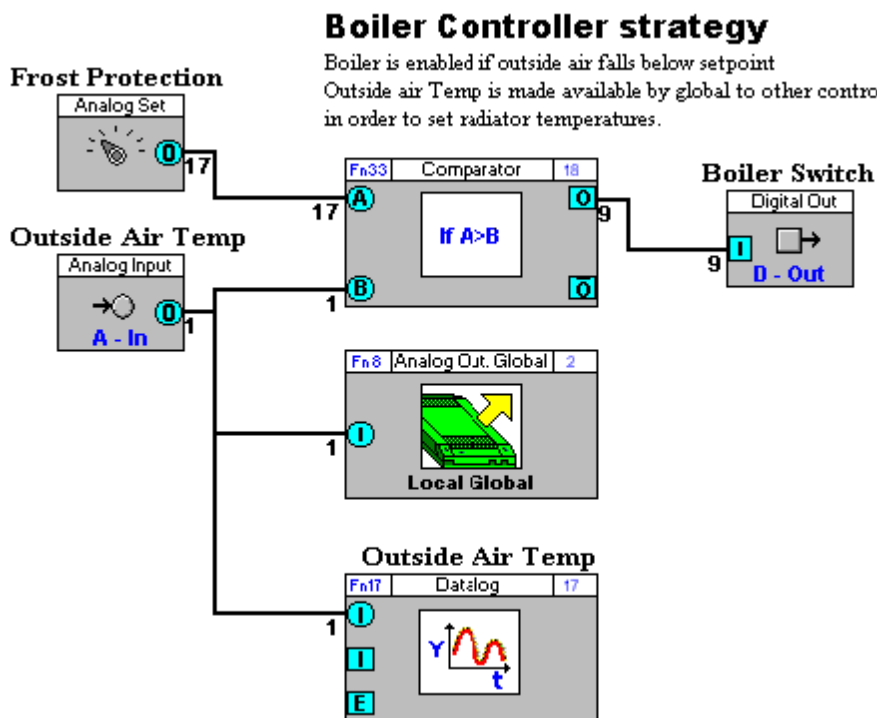 Boiler Controller strategy
Boiler is enabled if outside air falls below setpoint
Outside air Temp is made available by global to other contro
in order to set radiator temperatures.
Frost Protection
Analog Set
O
17
Fn33 Comparator 18
A
17
If A>B
O
9
B
1
O
Boiler Switch
Digital Out
I
9
D - Out
Outside Air Temp
Analog Input
O
1
A - In
Fn8 Analog Out. Global 2
I
1
Local Global
Outside Air Temp
Fn17 Datalog 17
I
1
Y
t
I
E